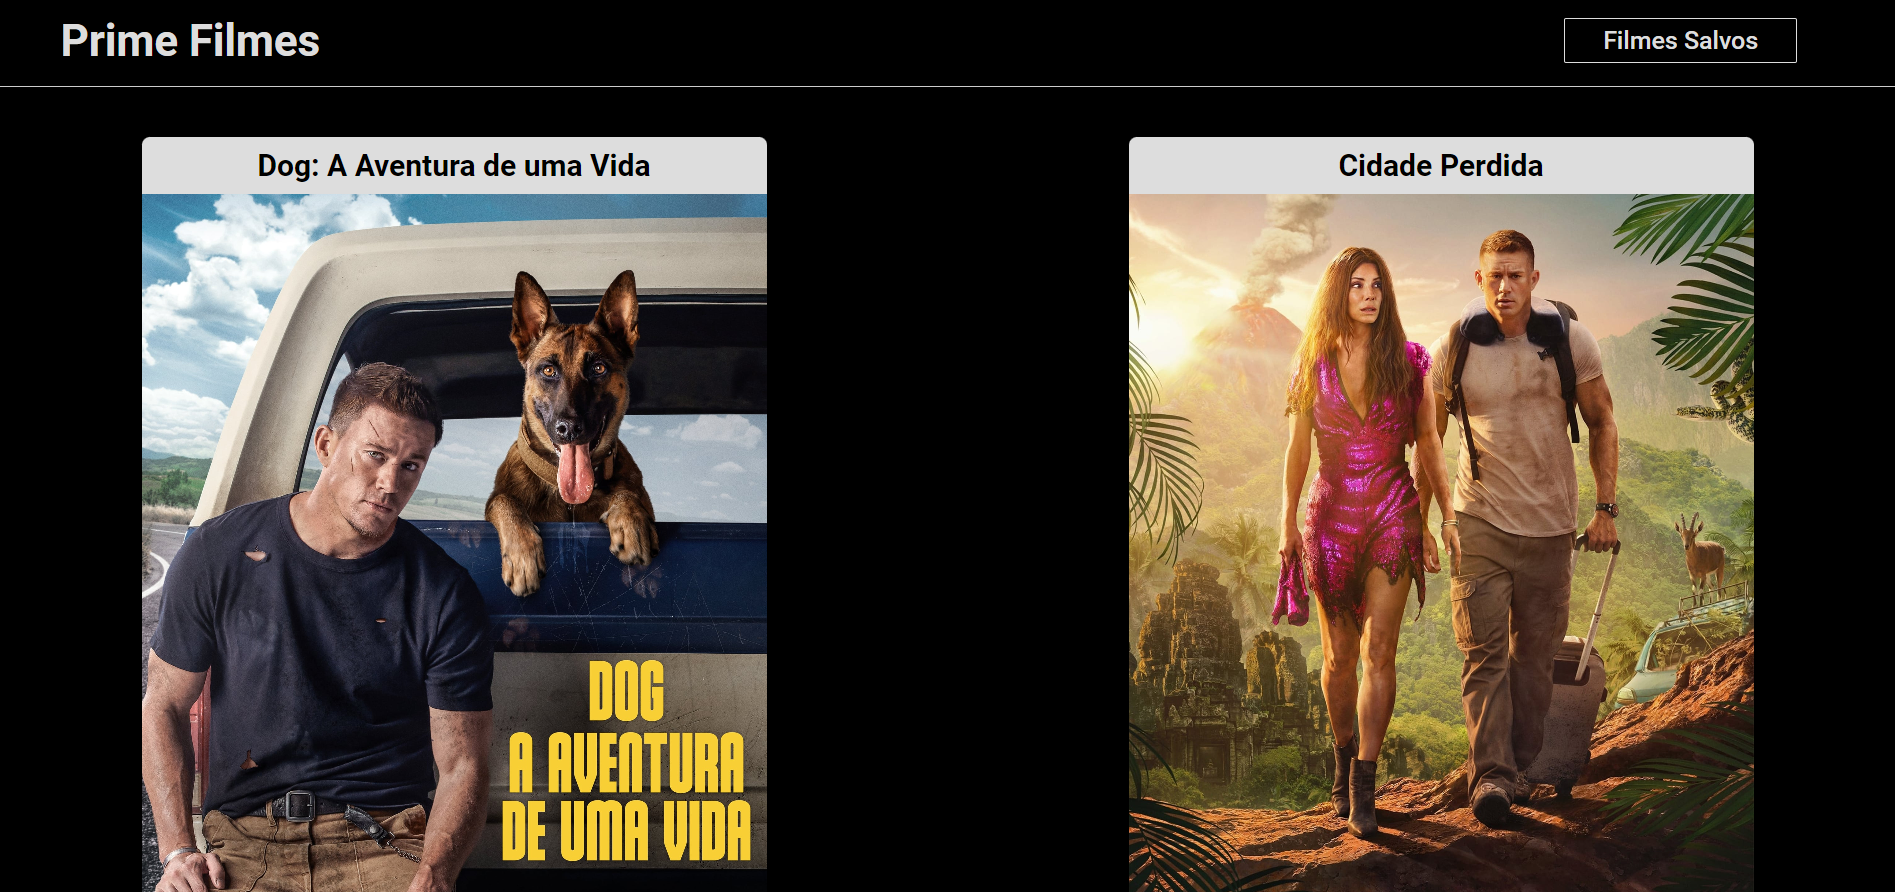 Prime Filmes
Filmes Salvos
Dog: A Aventura de uma Vida
Cidade Perdida
DOG
A AVENTURA
DE UMA VIDA